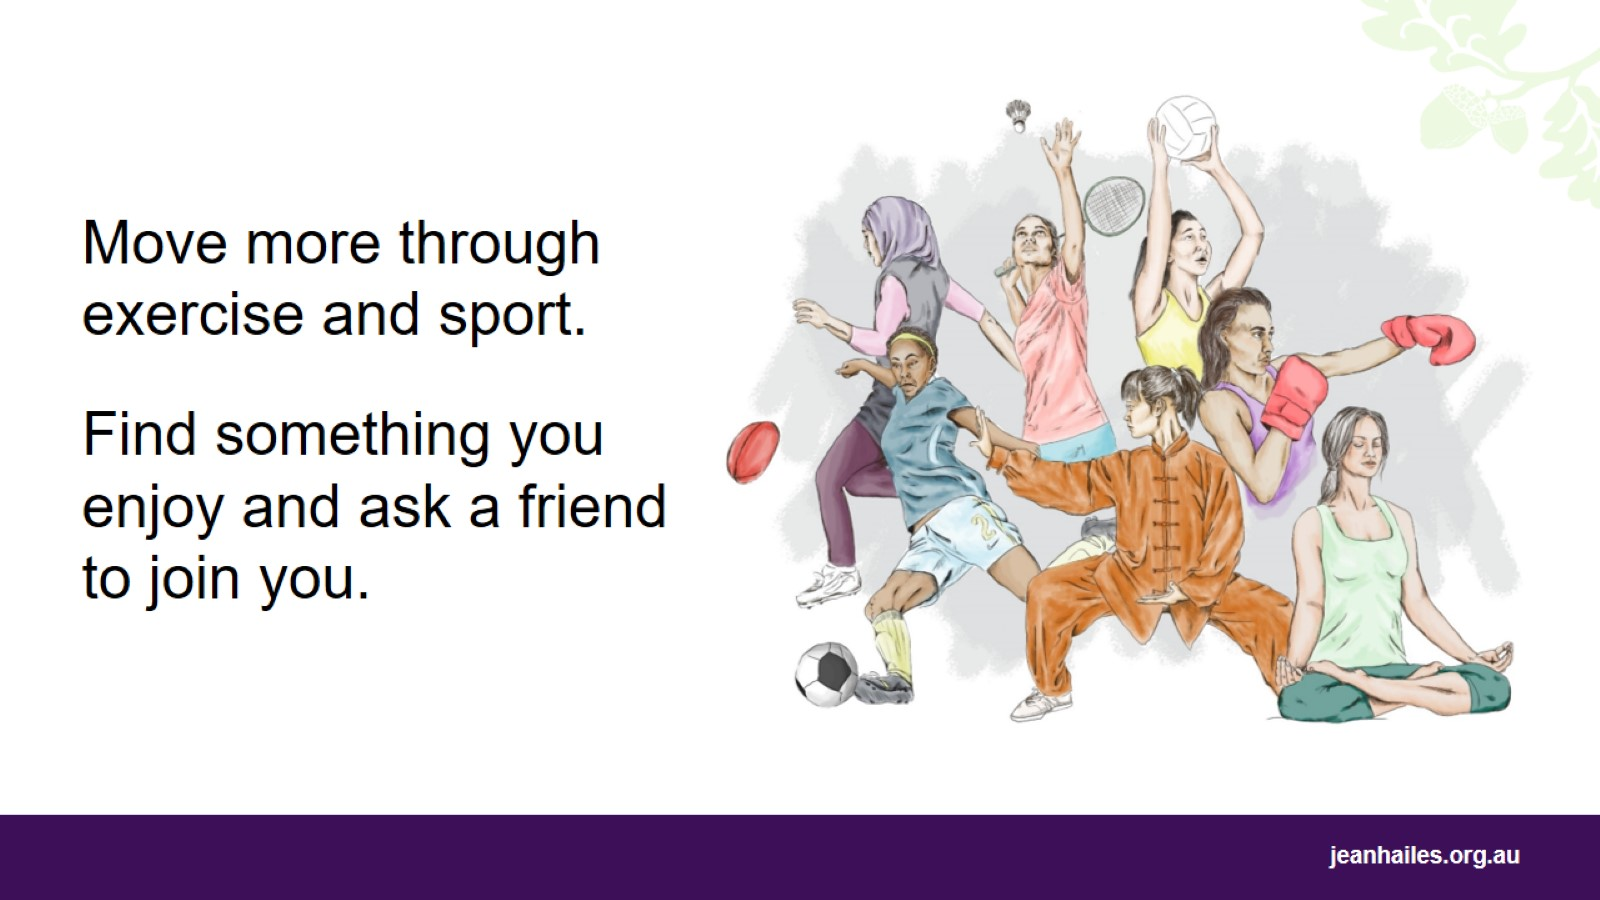 Move more through
exercise and sport.
Find something you
enjoy and ask a friend
to join you.
2
jeanhailes.org.au